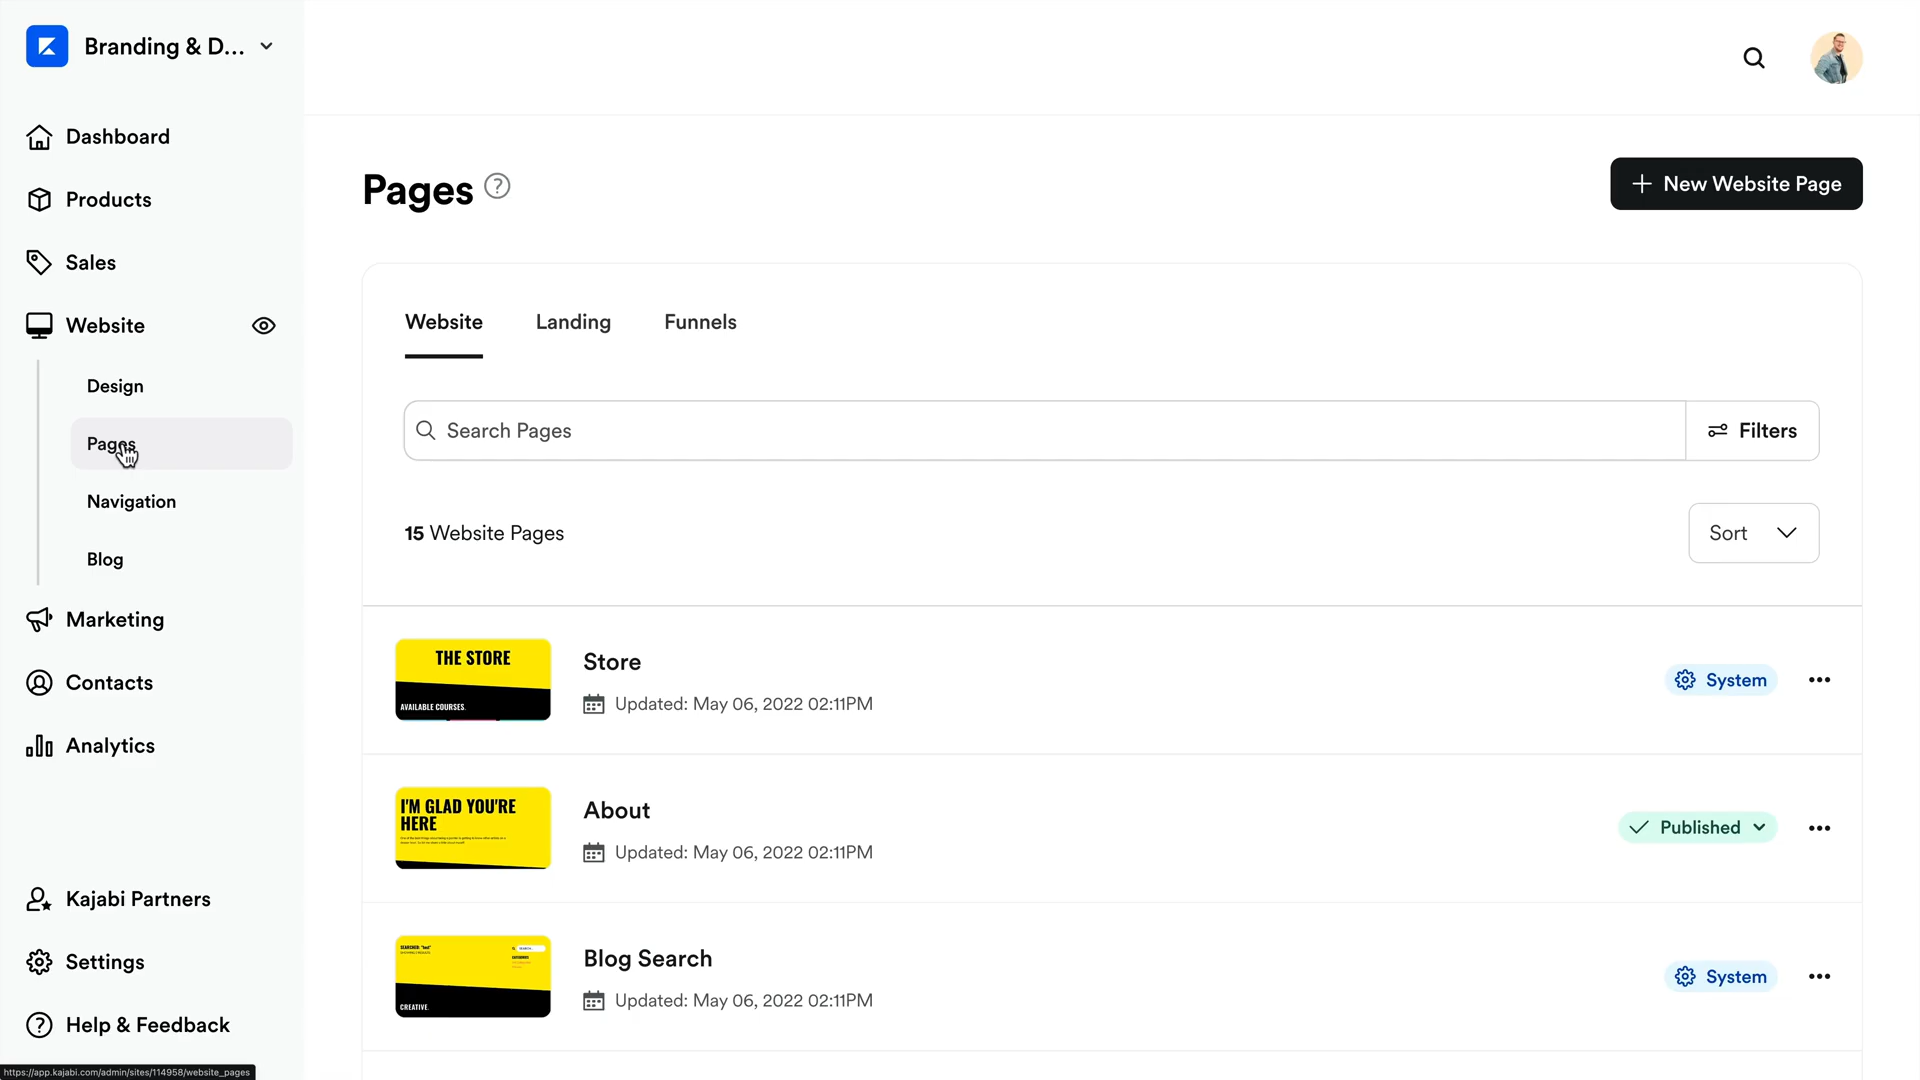 Branding & D...
Dashboard
Products
Sales
Website
Design
Pages
Navigation
Blog
Marketing
Contacts
Analytics
Kajabi Partners
Settings
Help & Feedback
https://app.kajabi.com/admin/sites/114958/website_pages
Pages
New Website Page
Website Landing Funnels
Search Pages
Filters
15 Website Pages
Sort
THE STORE
AVAILABLE COURSES.
Store
Updated: May 06, 2022 02:11PM
System
I'M GLAD YOU'RE
HERE
About
Updated: May 06, 2022 02:11PM
Published
CREATIVE.
Blog Search
Updated: May 06, 2022 02:11PM
System